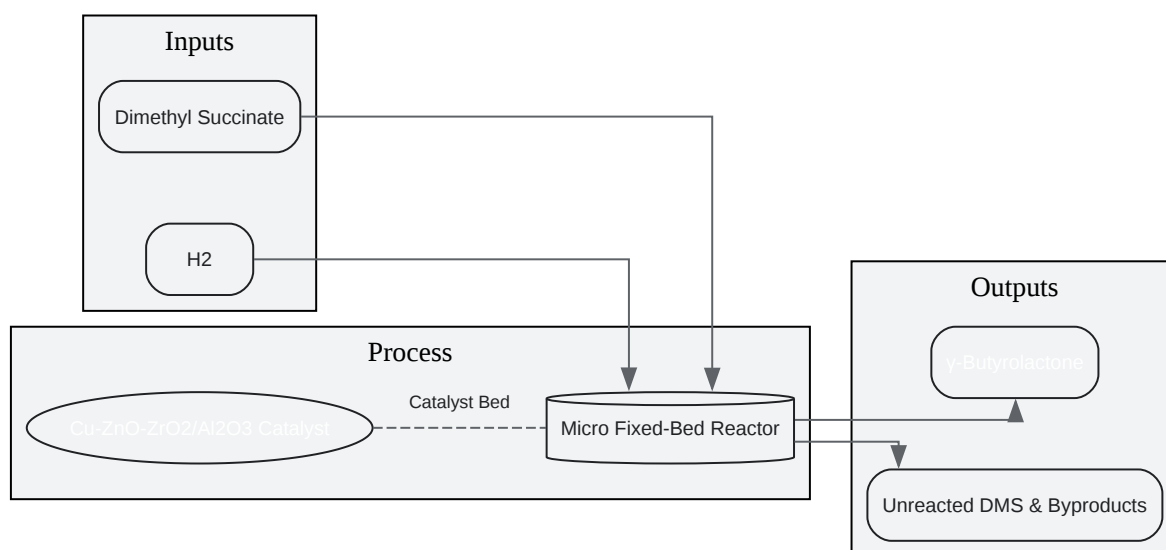 Inputs
Dimethyl Succinate
H2
Process
Cu-ZnO-ZrO2/Al2O3 Catalyst
Catalyst Bed
Micro Fixed-Bed Reactor
Outputs
γ-Butyrolactone
Unreacted DMS & Byproducts